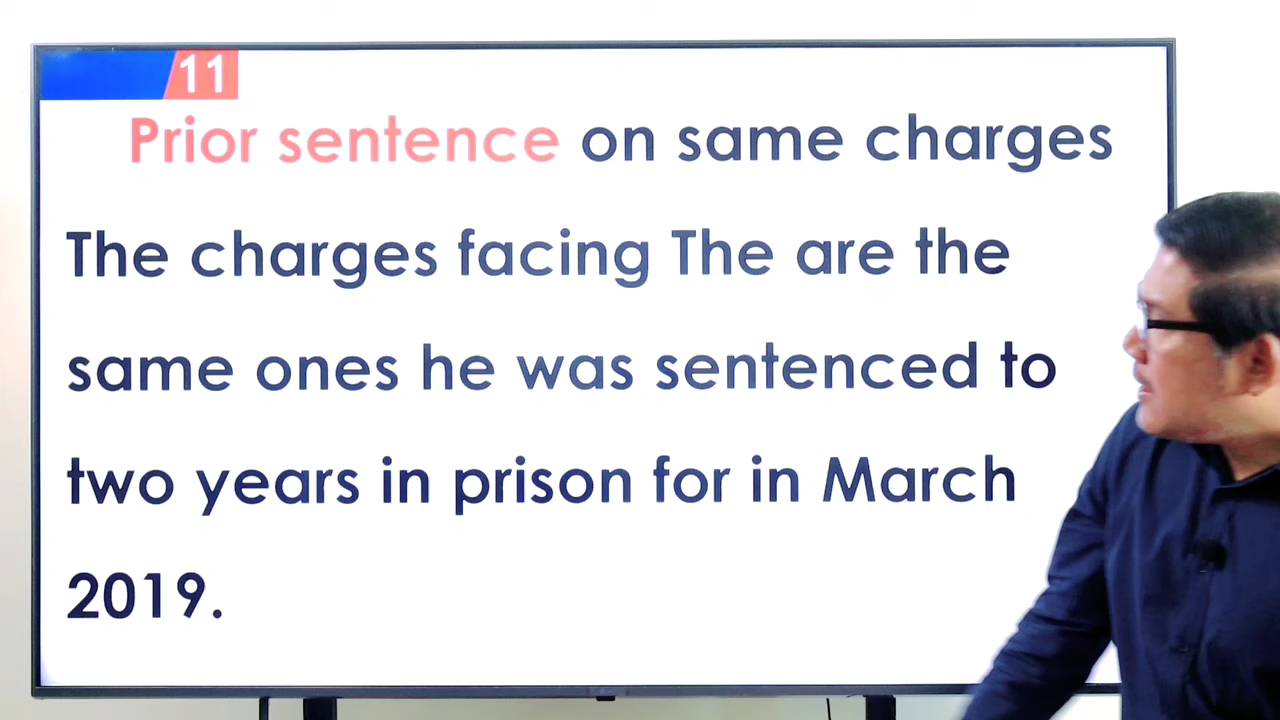 11
Prior sentence on same charges
The charges facing The are the
same ones he was sentenced to
two years in prison for in March
2019.